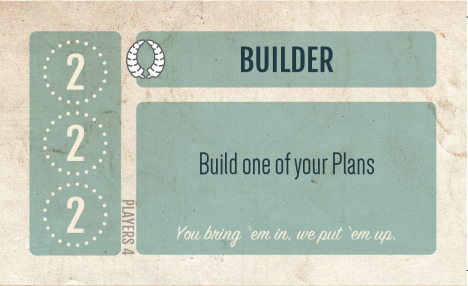 2
2
2
PLAYERS 4
BUILDER
Build one of your Plans
You bring `em in, we put `em up.